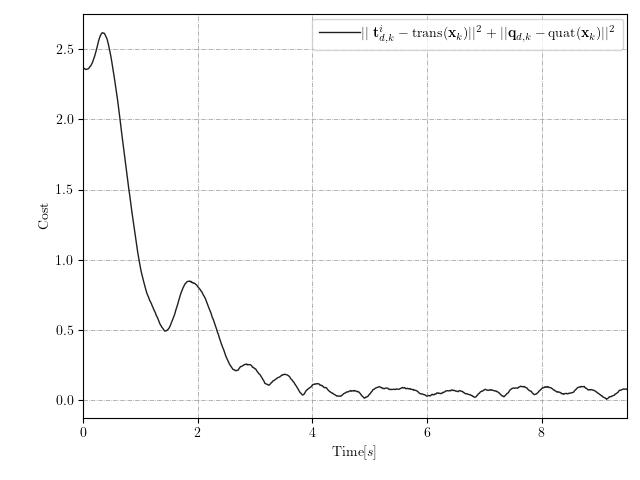 || t^i_{d,k} − trans(x_k)||^2 + ||q_{d,k} − quat(x_k)||^2
2.5
2.0
1.5
1.0
0.5
0.0
Cost
0 2 4 6 8
Time[s]